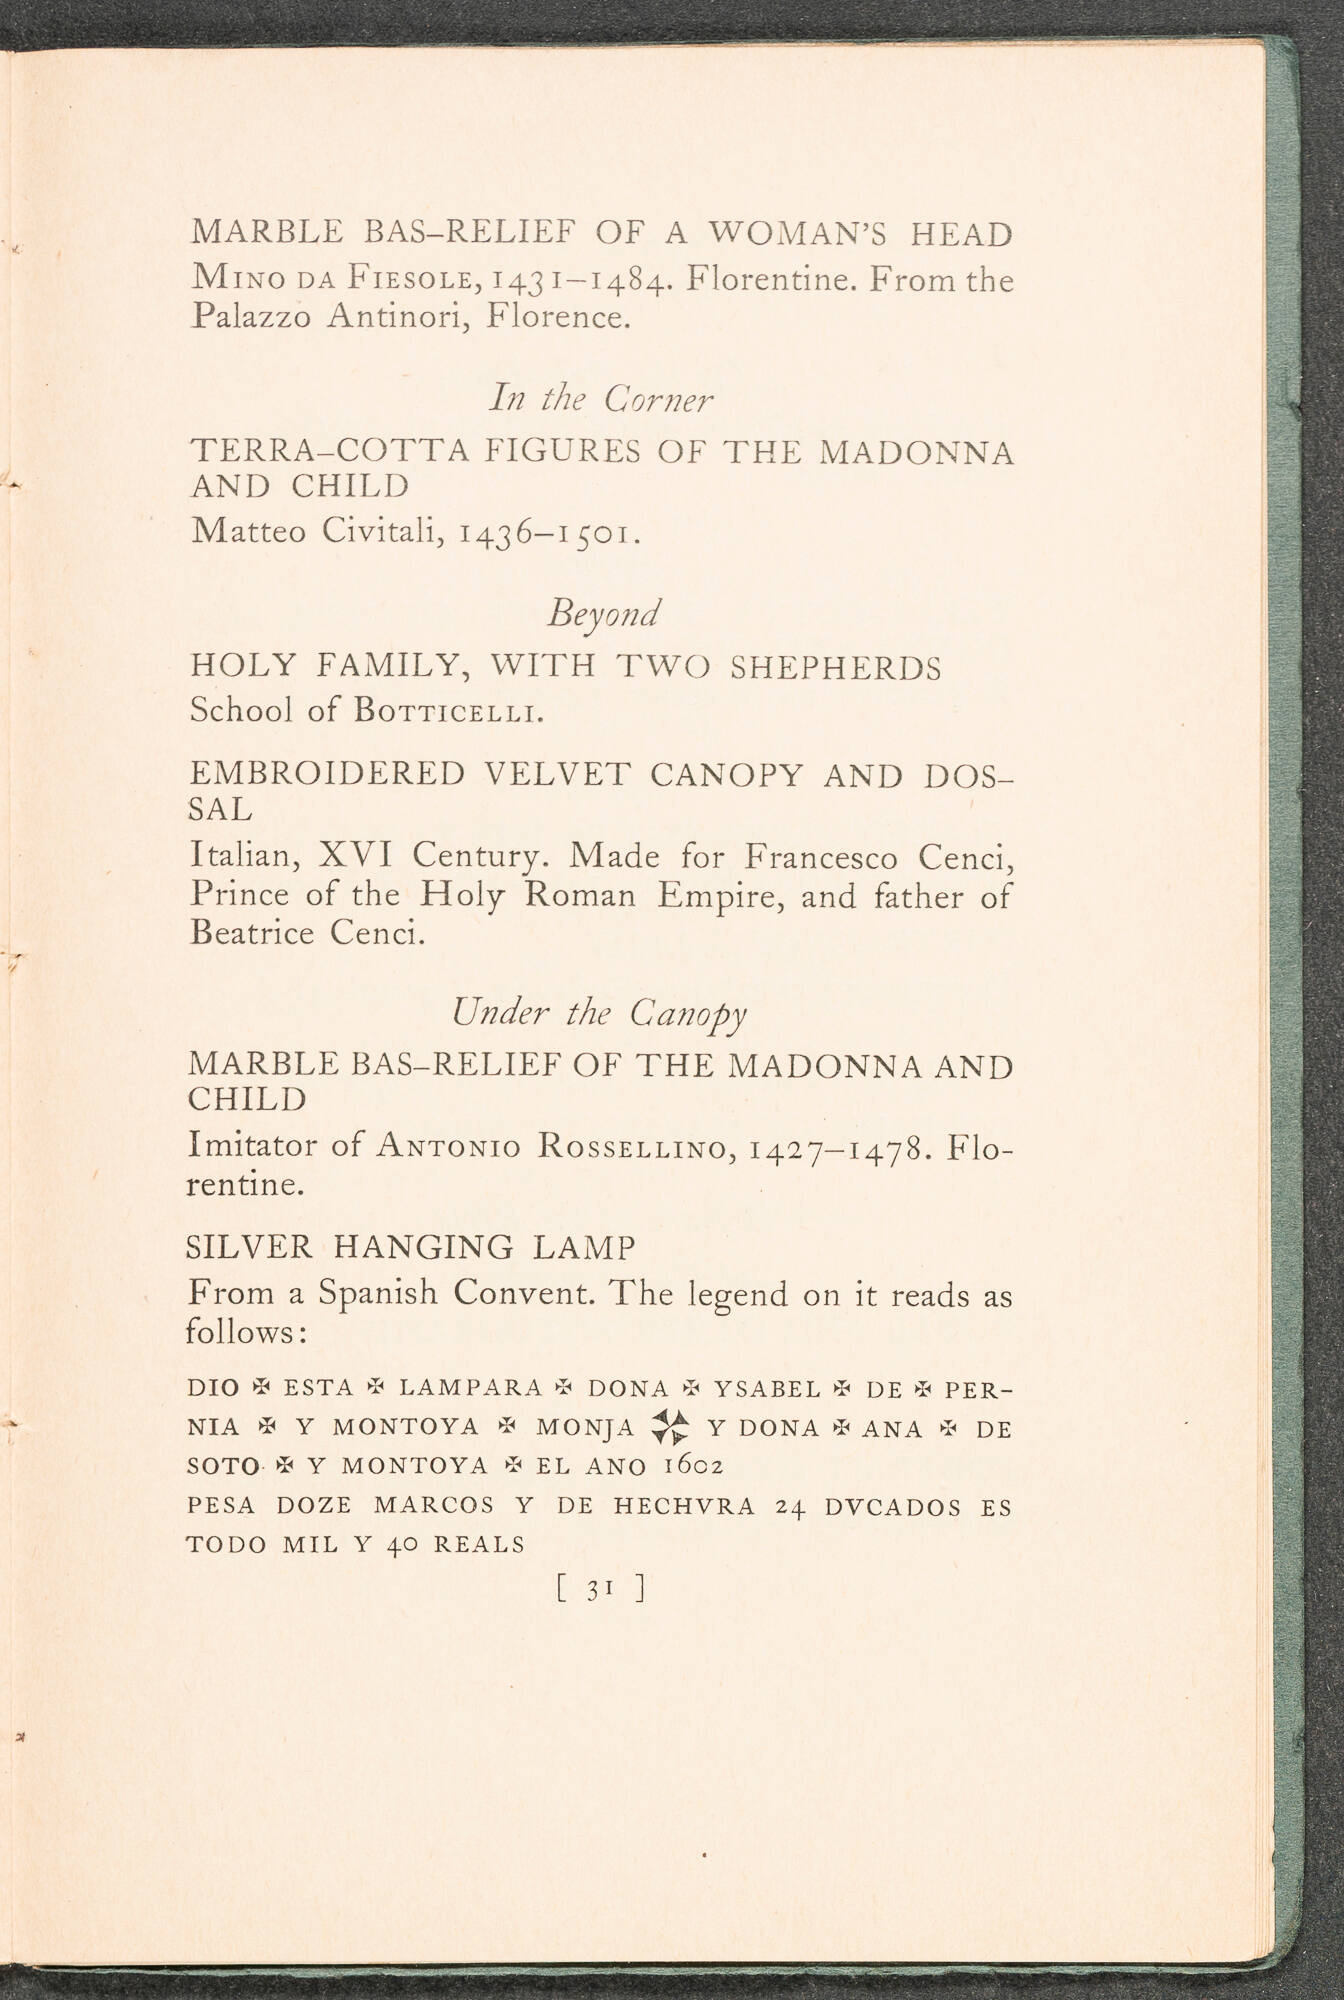 MARBLE BAS–RELIEF OF A WOMAN'S HEAD
MINO DA FIESOLE, 1431–1484. Florentine. From the
Palazzo Antinori, Florence.
In the Corner
TERRA–COTTA FIGURES OF THE MADONNA
AND CHILD
Matteo Civitali, 1436–1501.
Beyond
HOLY FAMILY, WITH TWO SHEPHERDS
School of BOTTICELLI.
EMBROIDERED VELVET CANOPY AND DOS–
SAL
Italian, XVI Century. Made for Francesco Cenci,
Prince of the Holy Roman Empire, and father of
Beatrice Cenci.
Under the Canopy
MARBLE BAS–RELIEF OF THE MADONNA AND
CHILD
Imitator of ANTONIO ROSSELLINO, 1427–1478. Flo-
rentine.
SILVER HANGING LAMP
From a Spanish Convent. The legend on it reads as
follows:
DIO ✠ ESTA ✠ LAMPARA ✠ DONA ✠ YSABEL ✠ DE ✠ PER–
NIA ✠ Y MONTOYA ✠ MONJA ✠ Y DONA ✠ ANA ✠ DE
SOTO ✠ Y MONTOYA ✠ EL ANO 1602
PESA DOZE MARCOS Y DE HECHVRA 24 DVCADOS ES
TODO MIL Y 40 REALS
[ 31 ]